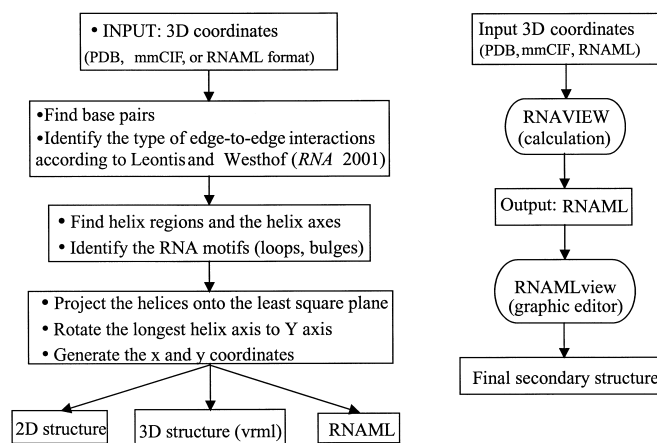 • INPUT: 3D coordinates
(PDB, mmCIF, or RNAML format)
•Find base pairs
•Identify the type of edge-to-edge interactions
according to Leontis and Westhof (RNA 2001)
• Find helix regions and the helix axes
• Identify the RNA motifs (loops, bulges)
• Project the helices onto the least square plane
• Rotate the longest helix axis to Y axis
• Generate the x and y coordinates
2D structure
3D structure (vrml)
RNAML
Input 3D coordinates
(PDB, mmCIF, RNAML)
RNAVIEW
(calculation)
Output: RNAML
RNAMLview
(graphic editor)
Final secondary structure